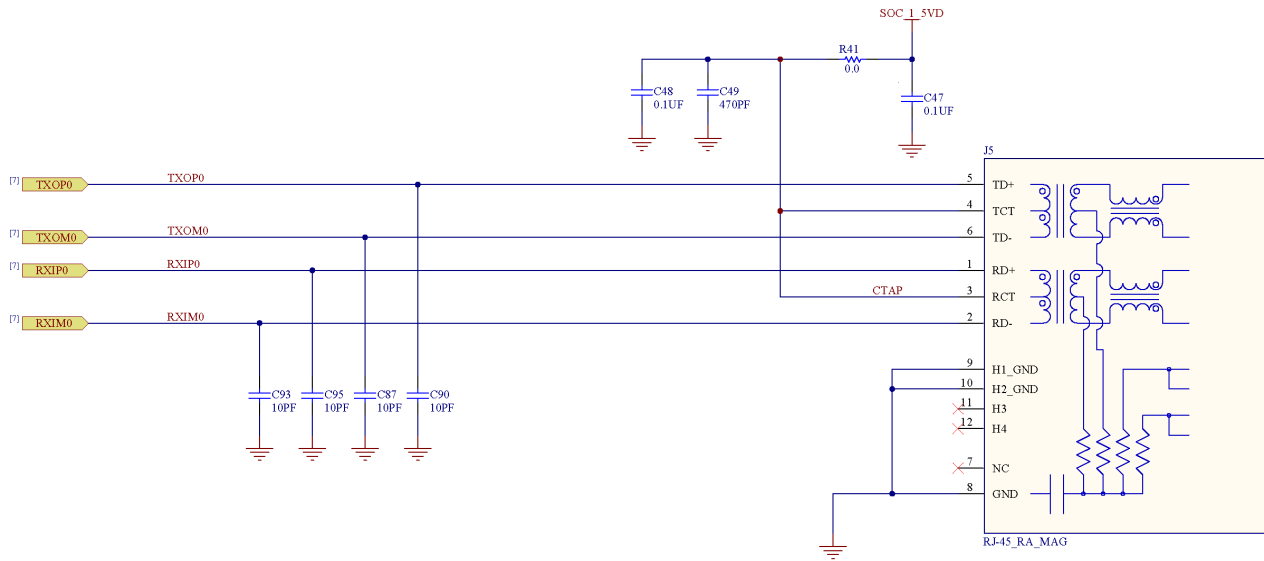 SOC_1_5VD
R41
0.0
C48
0.1UF
C49
470PF
C47
0.1UF
J5
[7] TXOP0 TXOP0 5 TD+
4 TCT
[7] TXOM0 TXOM0 6 TD-
[7] RXIP0 RXIP0 1 RD+
CTAP 3 RCT
[7] RXIM0 RXIM0 2 RD-
9 H1_GND
10 H2_GND
11 H3
12 H4
7 NC
8 GND
C93
10PF
C95
10PF
C87
10PF
C90
10PF
RJ-45_RA_MAG